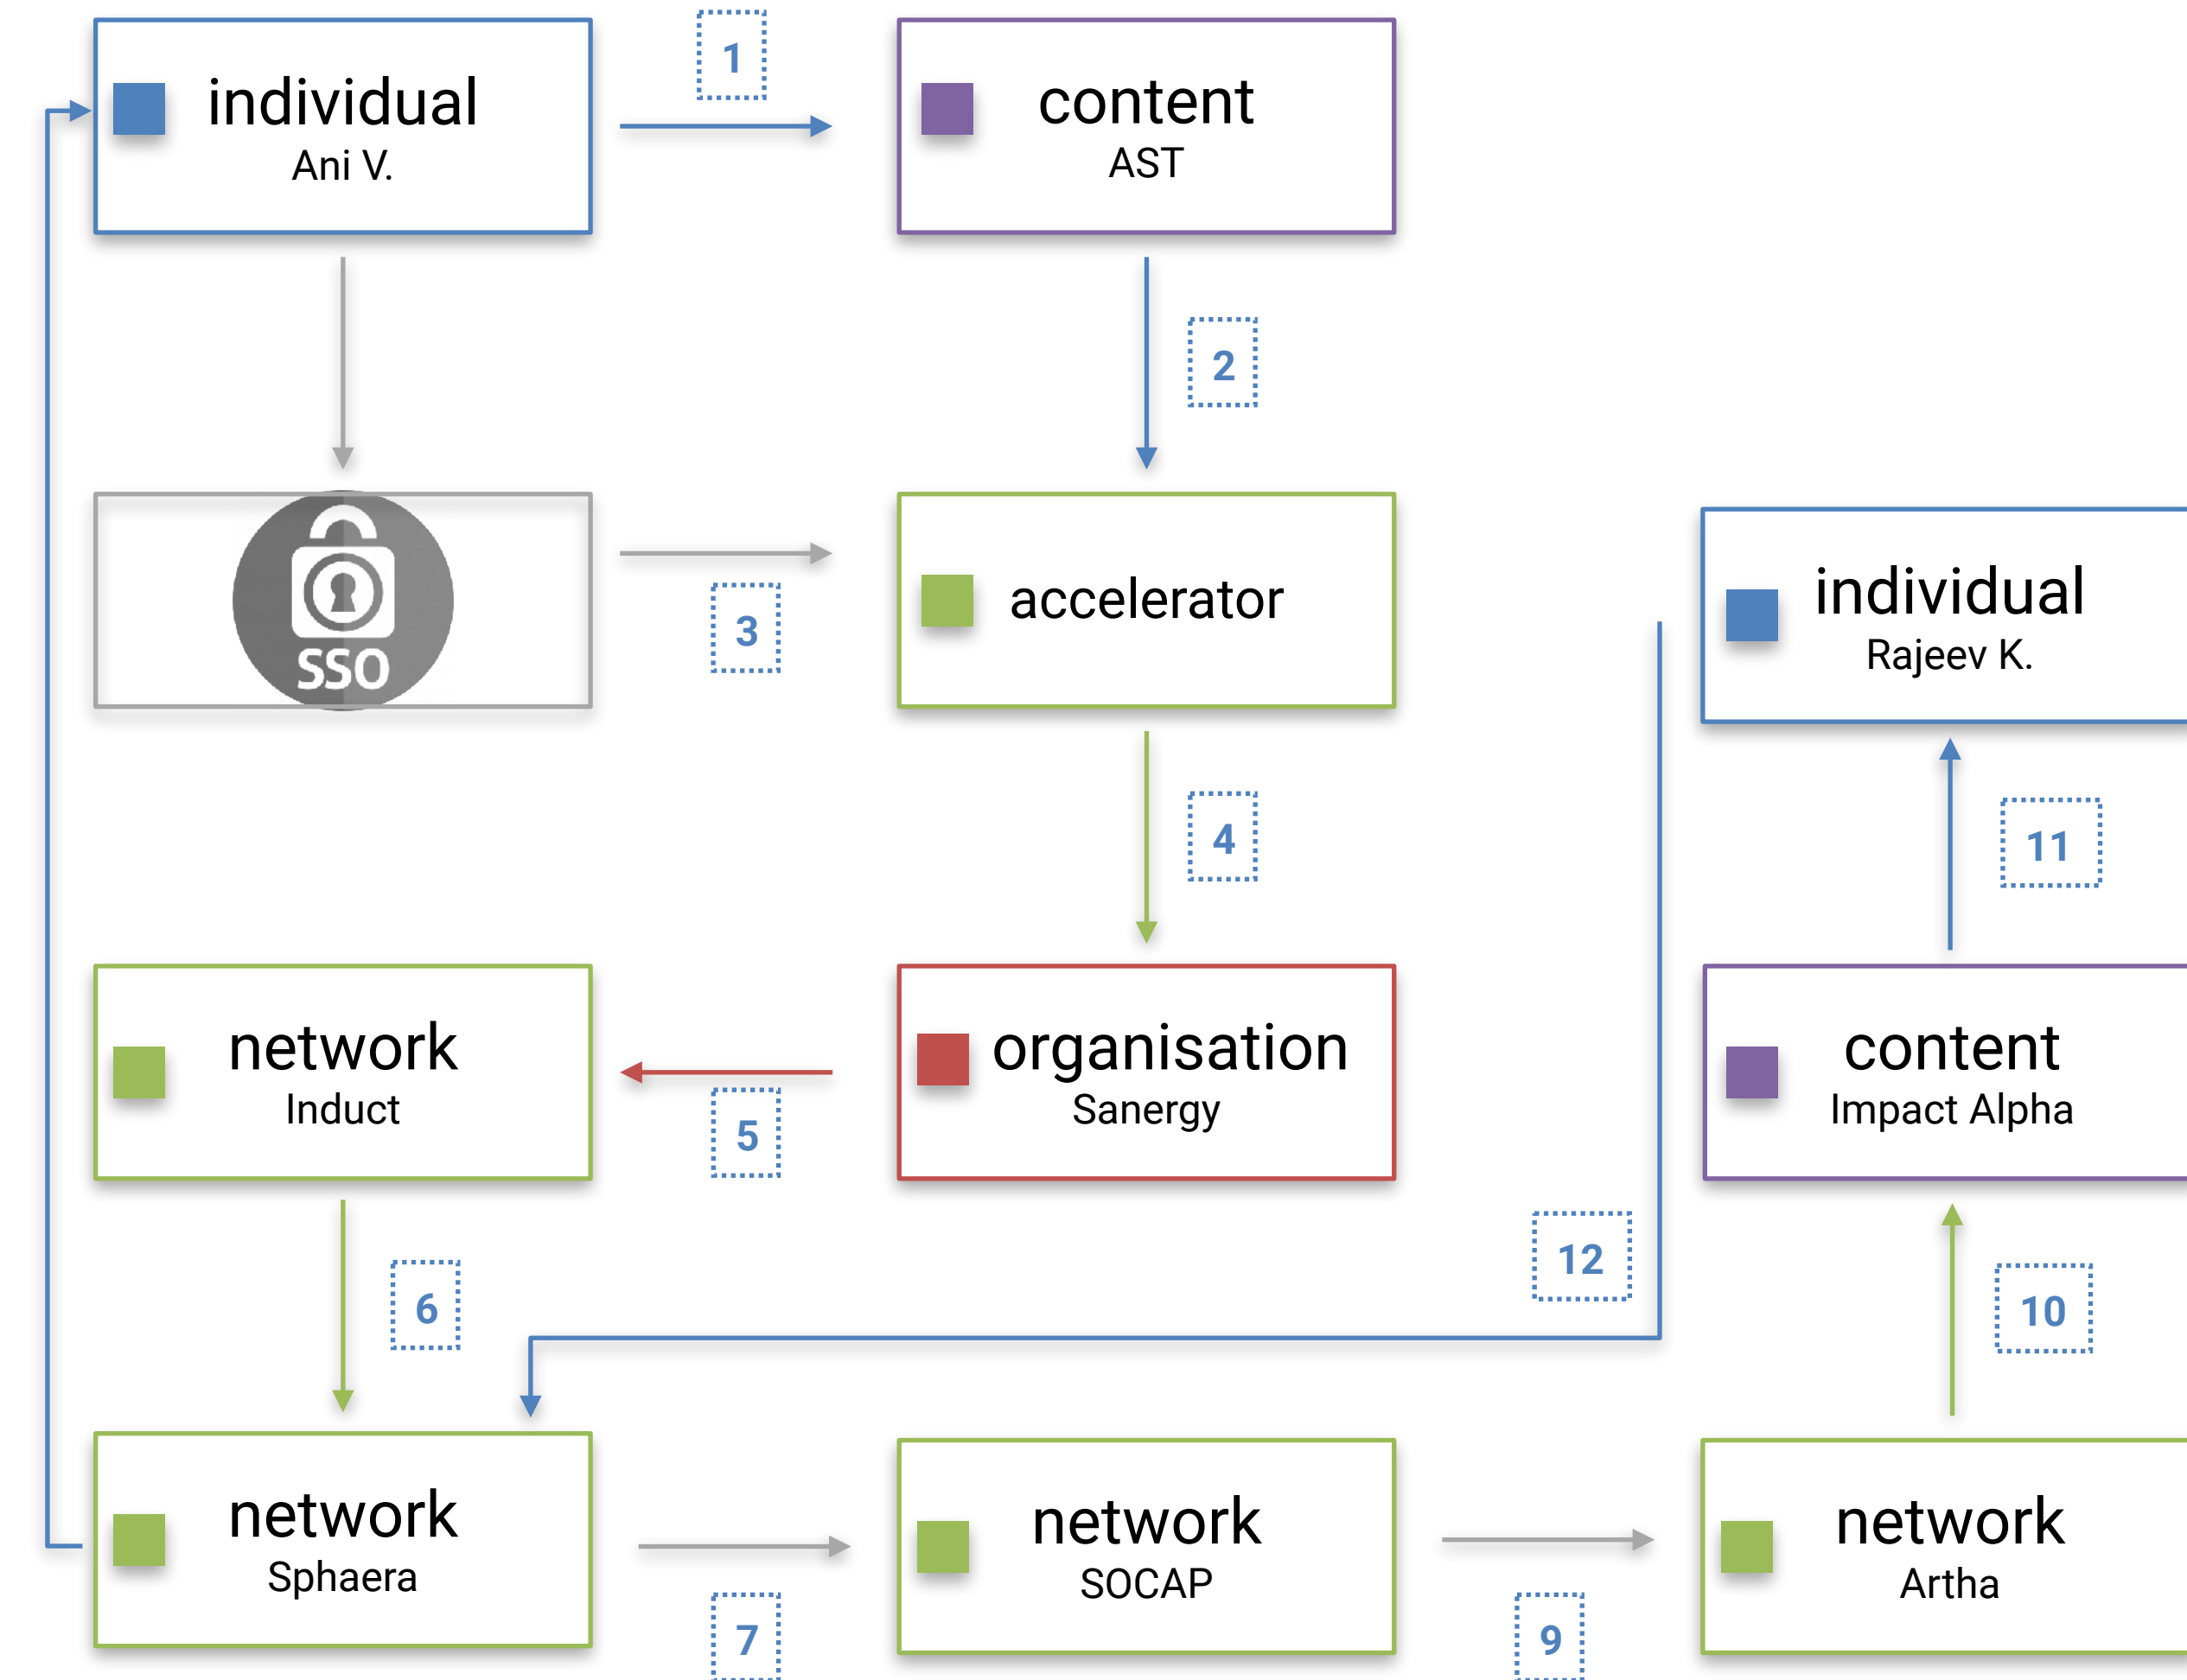 individual
Ani V.
1
content
AST
2
SSO
3
accelerator
individual
Rajeev K.
4
11
network
Induct
5
organisation
Sanergy
content
Impact Alpha
6
12
10
network
Sphaera
7
network
SOCAP
9
network
Artha